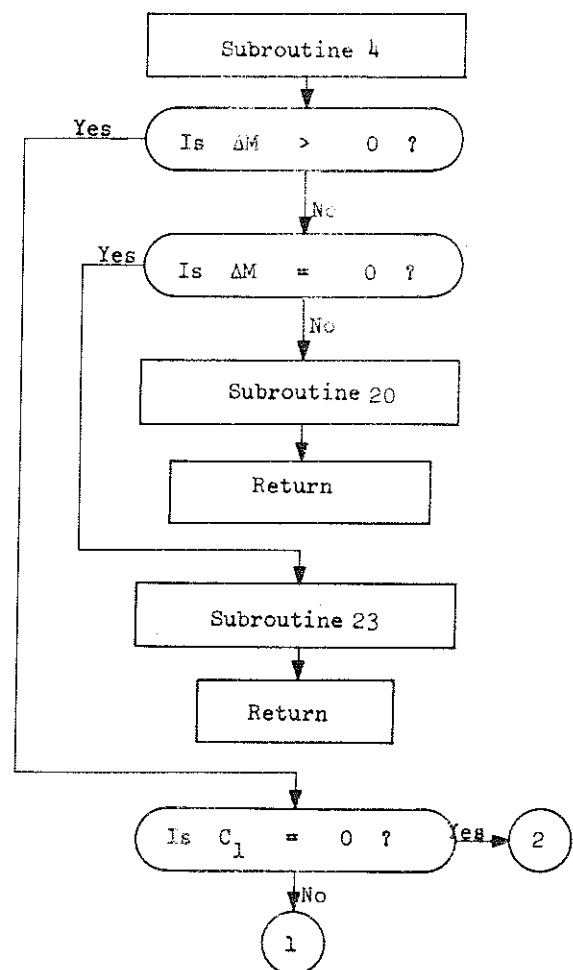 Subroutine 4
Yes
Is ΔM > 0 ?
No
Yes
Is ΔM = 0 ?
No
Subroutine 20
Return
Subroutine 23
Return
Is C1 = 0 ?
Yes
2
No
1